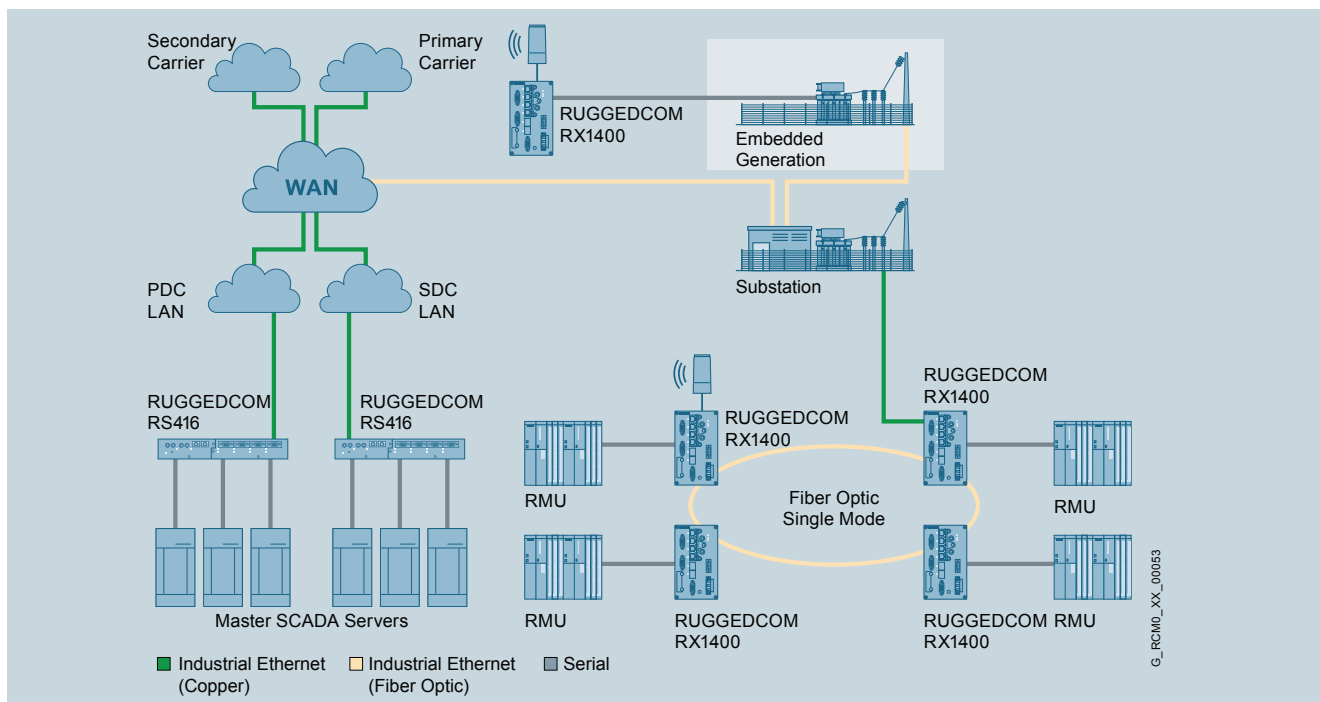 Secondary
Carrier
Primary
Carrier
RUGGEDCOM
RX1400
Embedded
Generation
WAN
Substation
PDC
LAN
SDC
LAN
RUGGEDCOM
RS416
RUGGEDCOM
RS416
RUGGEDCOM
RX1400
RUGGEDCOM
RX1400
RMU
RMU
Fiber Optic
Single Mode
RMU
RUGGEDCOM
RX1400
RUGGEDCOM
RX1400
RMU
Master SCADA Servers
Industrial Ethernet
(Copper)
Industrial Ethernet
(Fiber Optic)
Serial
G_RCM0_XX_00053